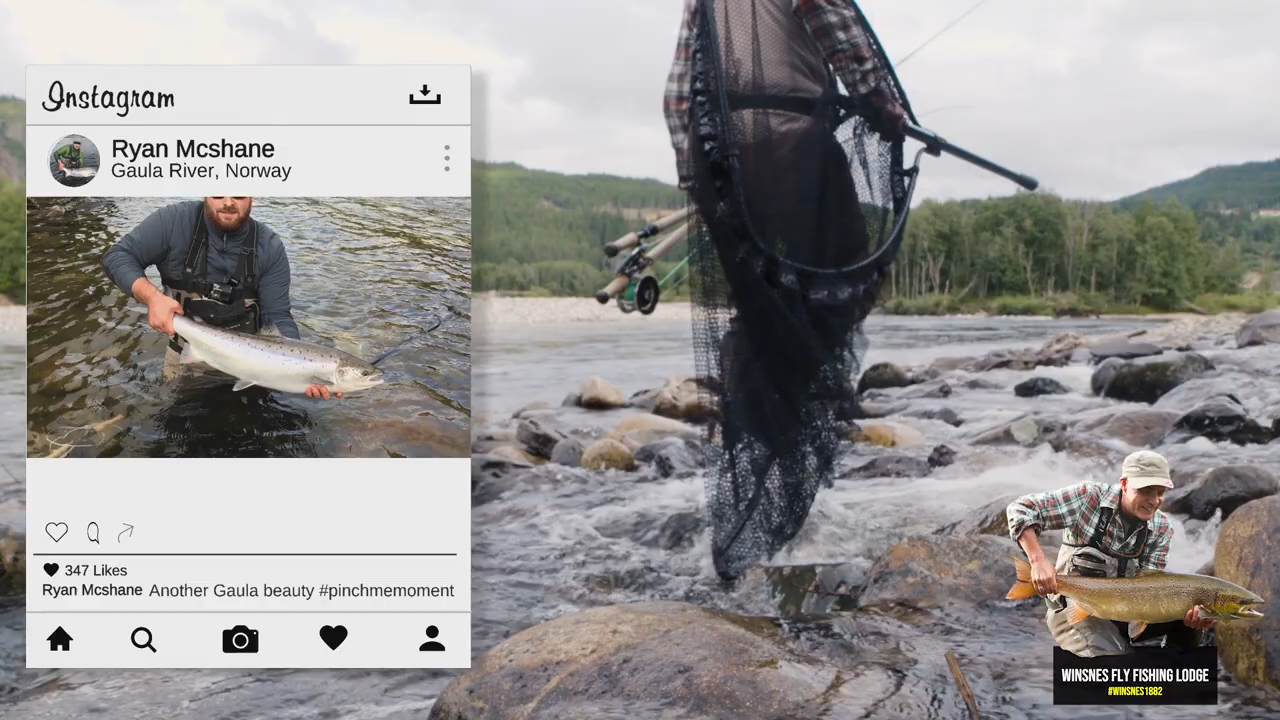 Instagram
Ryan Mcshane
Gaula River, Norway
347 Likes
Ryan Mcshane Another Gaula beauty #pinchmemoment
WINSNES FLY FISHING LODGE
#WINSNES1882